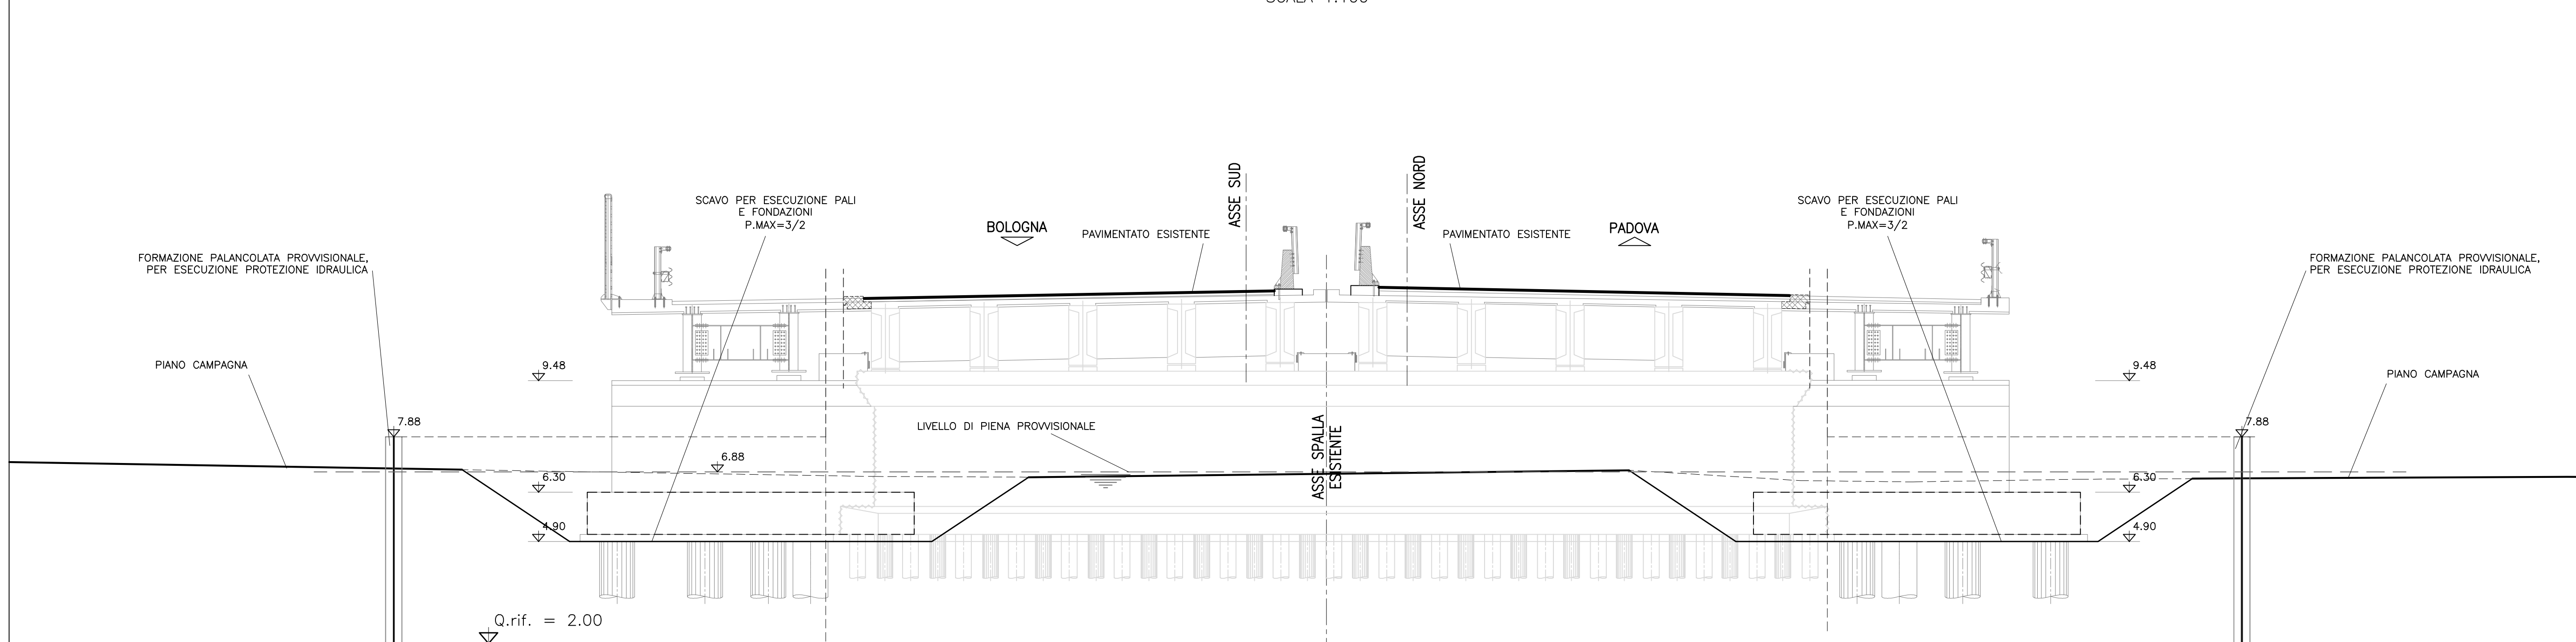 ASSE SUD
ASSE NORD
SCAVO PER ESECUZIONE PALI
E FONDAZIONI
P.MAX=3/2
BOLOGNA
PAVIMENTATO ESISTENTE
PAVIMENTATO ESISTENTE
PADOVA
SCAVO PER ESECUZIONE PALI
E FONDAZIONI
P.MAX=3/2
FORMAZIONE PALANCOLATA PROVVISIONALE,
PER ESECUZIONE PROTEZIONE IDRAULICA
FORMAZIONE PALANCOLATA PROVVISIONALE,
PER ESECUZIONE PROTEZIONE IDRAULICA
PIANO CAMPAGNA
9.48
9.48
PIANO CAMPAGNA
7.88
LIVELLO DI PIENA PROVVISIONALE
ASSE SPALLA
ESISTENTE
7.88
6.88
6.30
6.30
4.90
4.90
Q.rif. = 2.00